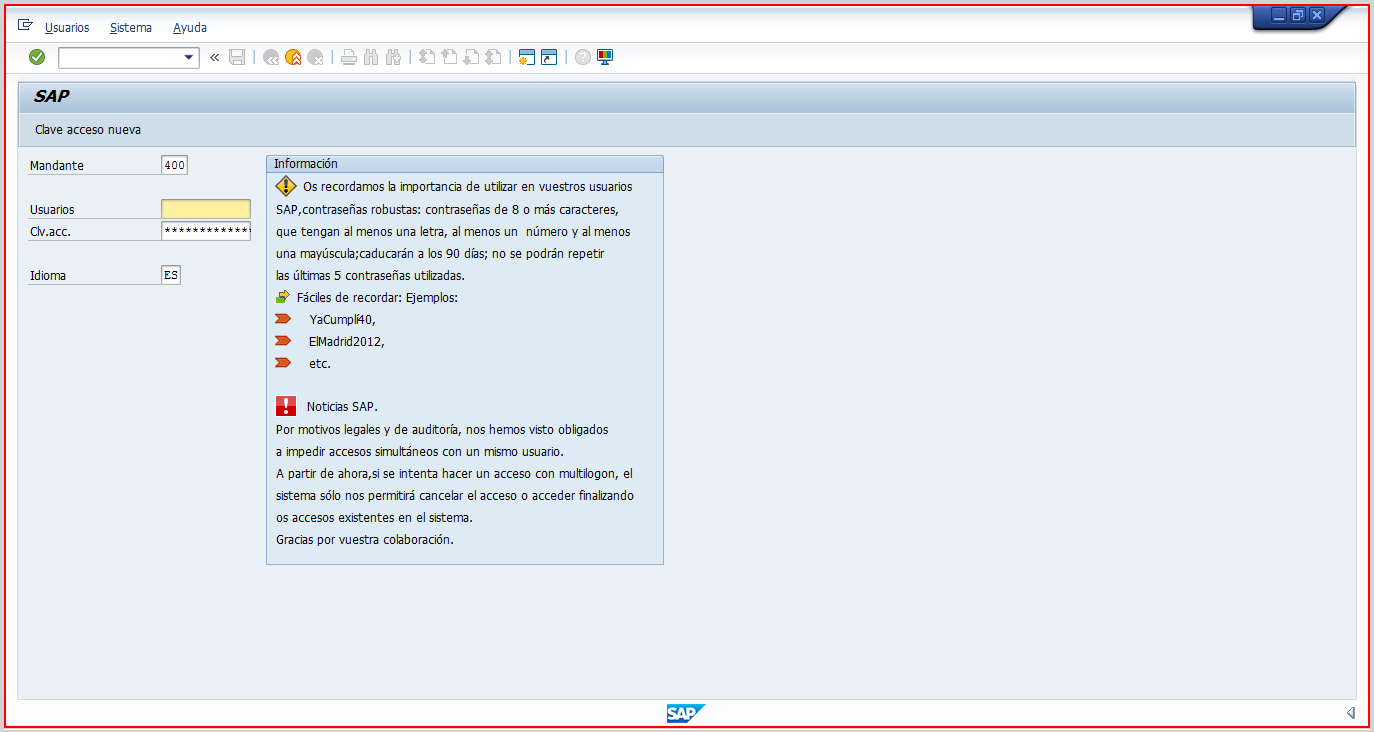 Usuarios Sistema Ayuda
SAP
Clave acceso nueva
Mandante 400
Usuarios
Clv.acc. ************
Idioma ES
Información
Os recordamos la importancia de utilizar en vuestros usuarios
SAP,contraseñas robustas: contraseñas de 8 o más caracteres,
que tengan al menos una letra, al menos un número y al menos
una mayúscula;caducarán a los 90 días; no se podrán repetir
las últimas 5 contraseñas utilizadas.
Fáciles de recordar: Ejemplos:
YaCumplí40,
ElMadrid2012,
etc.
Noticias SAP.
Por motivos legales y de auditoría, nos hemos visto obligados
a impedir accesos simultáneos con un mismo usuario.
A partir de ahora,si se intenta hacer un acceso con multilogon, el
sistema sólo nos permitirá cancelar el acceso o acceder finalizando
os accesos existentes en el sistema.
Gracias por vuestra colaboración.
SAP